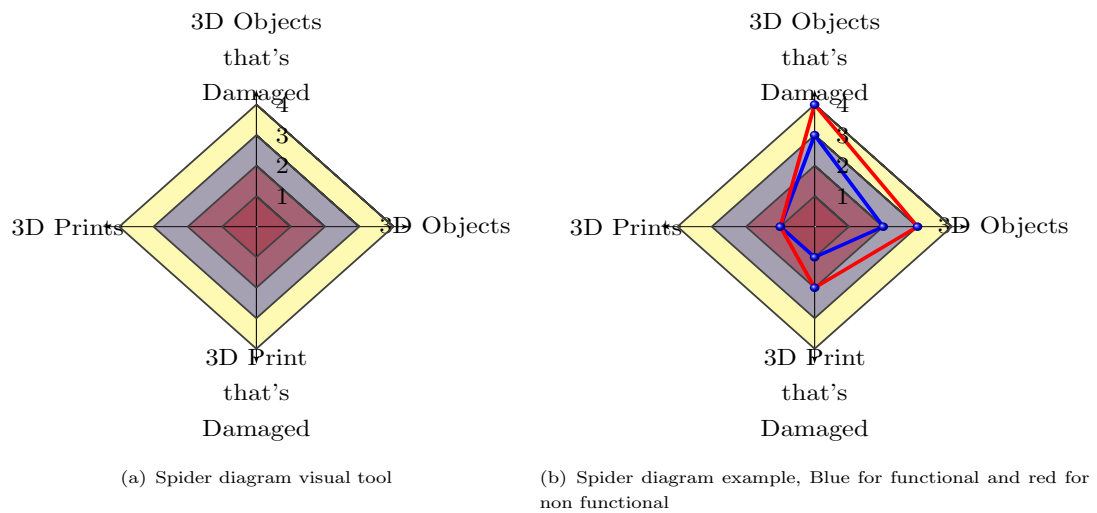 3D Objects
that's
Damaged
4
3
2
1
3D Prints
3D Objects
3D Print
that's
Damaged
(a) Spider diagram visual tool
3D Objects
that's
Damaged
4
3
2
1
3D Prints
3D Objects
3D Print
that's
Damaged
(b) Spider diagram example, Blue for functional and red for
non functional